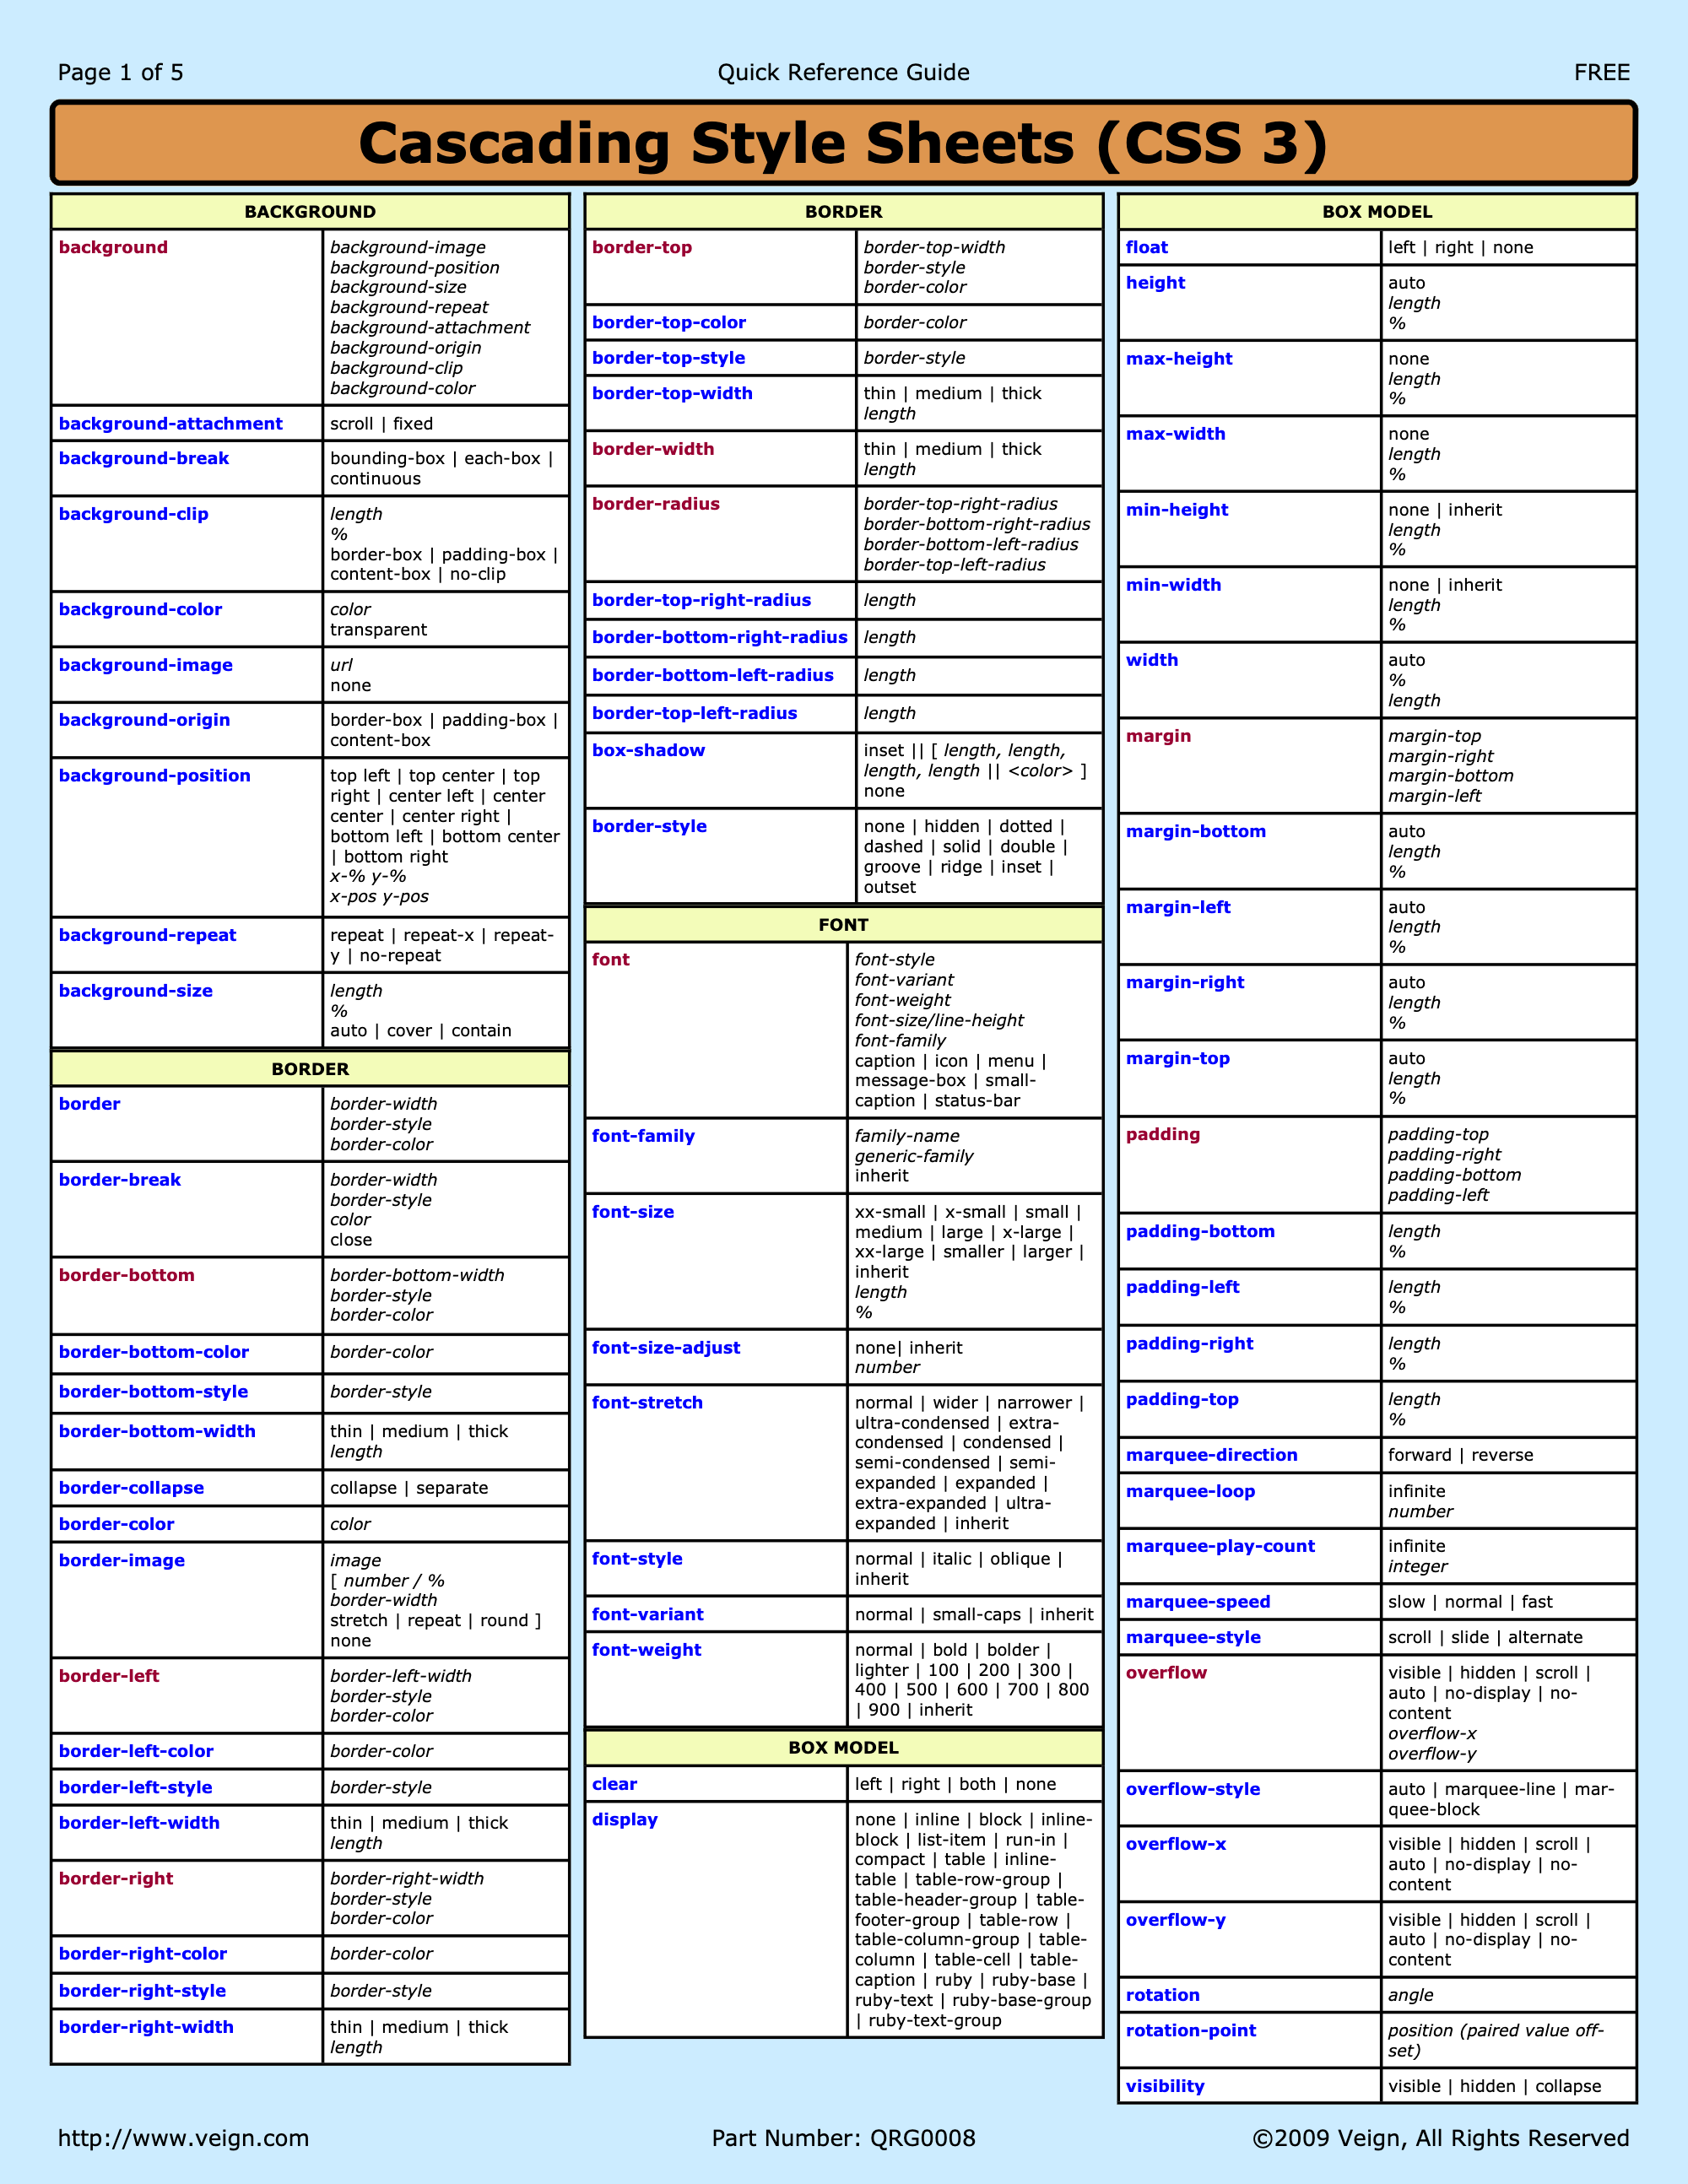 Page 1 of 5
Quick Reference Guide
FREE
Cascading Style Sheets (CSS 3)
BACKGROUND
background
background-image
background-position
background-size
background-repeat
background-attachment
background-origin
background-clip
background-color
background-attachment
scroll | fixed
background-break
bounding-box | each-box |
continuous
background-clip
length
%
border-box | padding-box |
content-box | no-clip
background-color
color
transparent
background-image
url
none
background-origin
border-box | padding-box |
content-box
background-position
top left | top center | top
right | center left | center
center | center right |
bottom left | bottom center
| bottom right
x-% y-%
x-pos y-pos
background-repeat
repeat | repeat-x | repeat-
y | no-repeat
background-size
length
%
auto | cover | contain
BORDER
border
border-width
border-style
border-color
border-break
border-width
border-style
color
close
border-bottom
border-bottom-width
border-style
border-color
border-bottom-color
border-color
border-bottom-style
border-style
border-bottom-width
thin | medium | thick
length
border-collapse
collapse | separate
border-color
color
border-image
image
[ number / %
border-width
stretch | repeat | round ]
none
border-left
border-left-width
border-style
border-color
border-left-color
border-color
border-left-style
border-style
border-left-width
thin | medium | thick
length
border-right
border-right-width
border-style
border-color
border-right-color
border-color
border-right-style
border-style
border-right-width
thin | medium | thick
length
BORDER
border-top
border-top-width
border-style
border-color
border-top-color
border-color
border-top-style
border-style
border-top-width
thin | medium | thick
length
border-width
thin | medium | thick
length
border-radius
border-top-right-radius
border-bottom-right-radius
border-bottom-left-radius
border-top-left-radius
border-top-right-radius
length
border-bottom-right-radius
length
border-bottom-left-radius
length
border-top-left-radius
length
box-shadow
inset || [ length, length,
length, length || <color> ]
none
border-style
none | hidden | dotted |
dashed | solid | double |
groove | ridge | inset |
outset
FONT
font
font-style
font-variant
font-weight
font-size/line-height
font-family
caption | icon | menu |
message-box | small-
caption | status-bar
font-family
family-name
generic-family
inherit
font-size
xx-small | x-small | small |
medium | large | x-large |
xx-large | smaller | larger |
inherit
length
%
font-size-adjust
none| inherit
number
font-stretch
normal | wider | narrower |
ultra-condensed | extra-
condensed | condensed |
semi-condensed | semi-
expanded | expanded |
extra-expanded | ultra-
expanded | inherit
font-style
normal | italic | oblique |
inherit
font-variant
normal | small-caps | inherit
font-weight
normal | bold | bolder |
lighter | 100 | 200 | 300 |
400 | 500 | 600 | 700 | 800
| 900 | inherit
BOX MODEL
clear
left | right | both | none
display
none | inline | block | inline-
block | list-item | run-in |
compact | table | inline-
table | table-row-group |
table-header-group | table-
footer-group | table-row |
table-column-group | table-
column | table-cell | table-
caption | ruby | ruby-base |
ruby-text | ruby-base-group
| ruby-text-group
BOX MODEL
float
left | right | none
height
auto
length
%
max-height
none
length
%
max-width
none
length
%
min-height
none | inherit
length
%
min-width
none | inherit
length
%
width
auto
%
length
margin
margin-top
margin-right
margin-bottom
margin-left
margin-bottom
auto
length
%
margin-left
auto
length
%
margin-right
auto
length
%
margin-top
auto
length
%
padding
padding-top
padding-right
padding-bottom
padding-left
padding-bottom
length
%
padding-left
length
%
padding-right
length
%
padding-top
length
%
marquee-direction
forward | reverse
marquee-loop
infinite
number
marquee-play-count
infinite
integer
marquee-speed
slow | normal | fast
marquee-style
scroll | slide | alternate
overflow
visible | hidden | scroll |
auto | no-display | no-
content
overflow-x
overflow-y
overflow-style
auto | marquee-line | mar-
quee-block
overflow-x
visible | hidden | scroll |
auto | no-display | no-
content
overflow-y
visible | hidden | scroll |
auto | no-display | no-
content
rotation
angle
rotation-point
position (paired value off-
set)
visibility
visible | hidden | collapse
http://www.veign.com
Part Number: QRG0008
©2009 Veign, All Rights Reserved